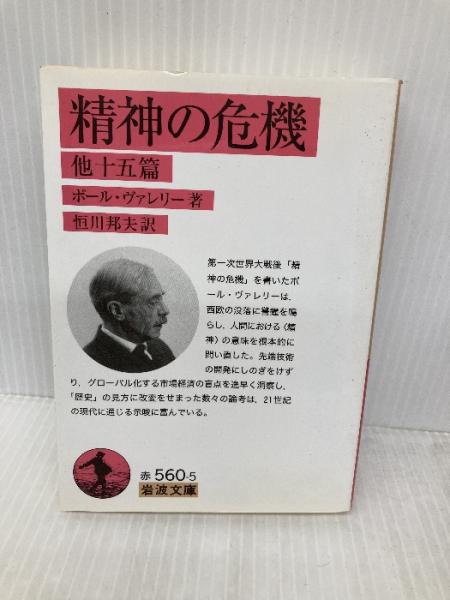 精神の危機
他十五篇
ポール・ヴァレリー著
恒川邦夫訳
第一次世界大戦後「精
神の危機」を書いたポ
ール・ヴァレリーは、
西欧の没落に警鐘を鳴
らし、人間における〈精
神〉の意味を根本的に
問い直した。先端技術
の開発にしのぎをけず
り、グローバル化する市場経済の盲点を逸早く洞察し、
「歴史」の見方に改変をせまった数々の論考は、21世紀
の現代に通じる示唆に富んでいる。
赤 560-5
岩波文庫